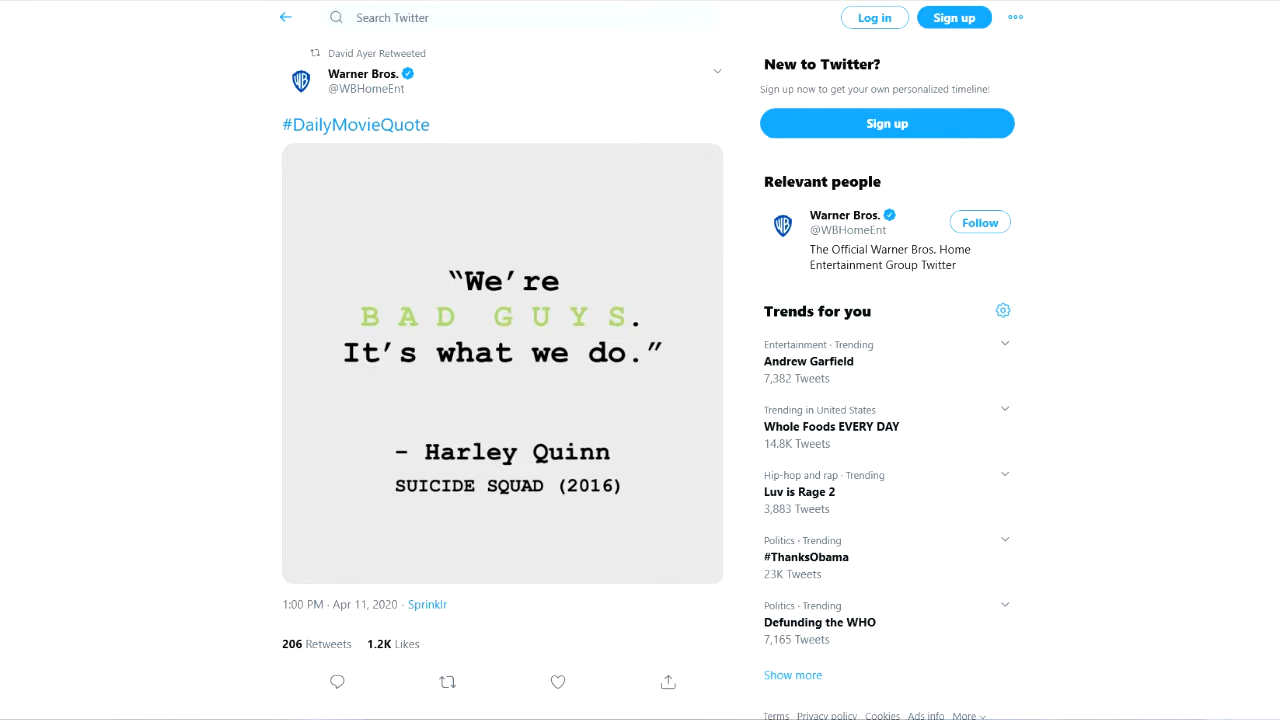 Search Twitter
Log in
Sign up
David Ayer Retweeted
Warner Bros.
@WBHomeEnt
#DailyMovieQuote
“We’re
BAD GUYS.
It’s what we do.”
- Harley Quinn
SUICIDE SQUAD (2016)
1:00 PM · Apr 11, 2020 · Sprinklr
206 Retweets 1.2K Likes
New to Twitter?
Sign up now to get your own personalized timeline!
Sign up
Relevant people
Warner Bros.
@WBHomeEnt
Follow
The Official Warner Bros. Home
Entertainment Group Twitter
Trends for you
Entertainment · Trending
Andrew Garfield
7,382 Tweets
Trending in United States
Whole Foods EVERY DAY
14.8K Tweets
Hip-hop and rap · Trending
Luv is Rage 2
3,883 Tweets
Politics · Trending
#ThanksObama
23K Tweets
Politics · Trending
Defunding the WHO
7,165 Tweets
Show more
Terms Privacy policy Cookies Ads info More